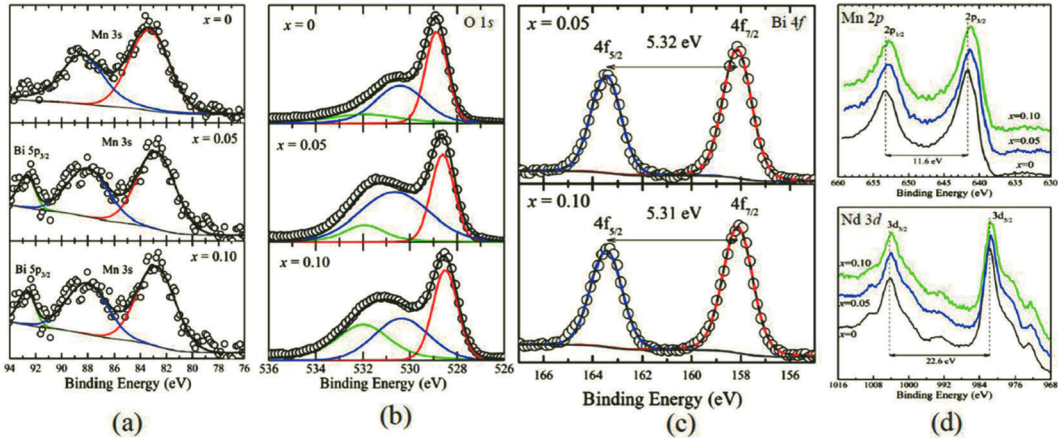 x = 0
Mn 3s
x = 0.05
Bi 5p3/2
Mn 3s
x = 0.10
Bi 5p3/2
Mn 3s
94 92 90 88 86 84 82 80 78 76
Binding Energy (eV)
(a)
O 1s
x = 0
x = 0.05
x = 0.10
536 534 532 530 528 526
Binding Energy (eV)
(b)
x = 0.05
Bi 4f
4f7/2
4f5/2
5.32 eV
x = 0.10
4f7/2
4f5/2
5.31 eV
166 164 162 160 158 156
Binding Energy (eV)
(c)
Mn 2p
2p3/2
2p1/2
x=0.10
x=0.05
x=0
11.6 eV
660 655 650 645 640 635 630
Binding Energy (eV)
Nd 3d
3d5/2
3d3/2
x=0.10
x=0.05
x=0
22.6 eV
1016 1008 1000 992 984 976 968
Binding Energy (eV)
(d)